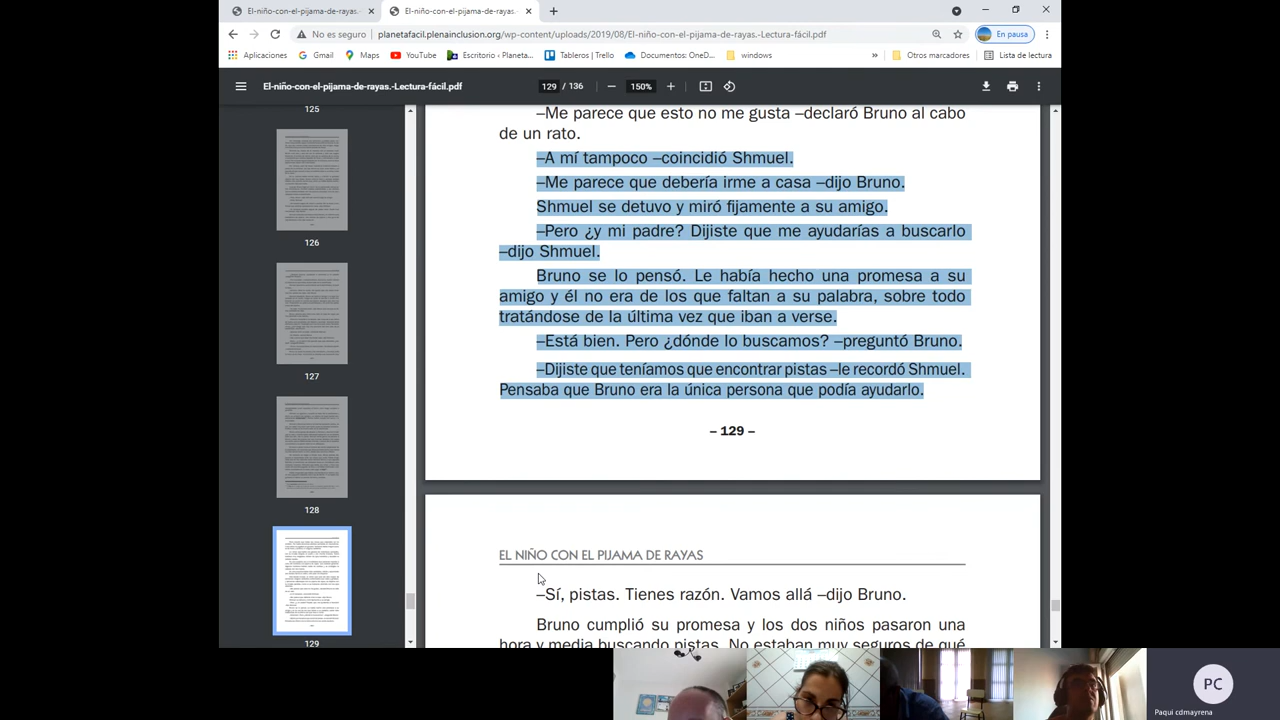 El-niño-con-el-pijama-de-rayas.-
El-niño-con-el-pijama-de-rayas.-
No es seguro
planetafacil.plenainclusion.org/wp-content/uploads/2019/08/El-niño-con-el-pijama-de-rayas.-Lectura-fácil.pdf
En pausa
Aplicaciones
Gmail
Maps
YouTube
Escritorio ‹ Planeta...
Tableros | Trello
Documentos: OneD...
windows
»
Otros marcadores
Lista de lectura
El-niño-con-el-pijama-de-rayas.-Lectura-fácil.pdf
129 / 136
150%
125
126
127
128
129
–Me parece que esto no me gusta –declaró Bruno al cabo
de un rato.
–A mí tampoco –coincidió Shmuel.
–Me parece que debería irme a casa –dijo Bruno.
Shmuel se detuvo y miró fijamente a su amigo.
–Pero ¿y mi padre? Dijiste que me ayudarías a buscarlo
–dijo Shmuel.
Bruno se lo pensó. Le había hecho una promesa a su
amigo y él no era de los que faltan a su palabra, sobre todo
tratándose de la última vez que iban a verse.
–Está bien. Pero ¿dónde lo buscamos? –preguntó Bruno.
–Dijiste que teníamos que encontrar pistas –le recordó Shmuel.
Pensaba que Bruno era la única persona que podía ayudarlo.
– 129 –
EL NIÑO CON EL PIJAMA DE RAYAS
–Sí, pistas. Tienes razón, vamos allá –dijo Bruno.
Bruno cumplió su promesa y los dos niños pasaron una
hora y media buscando pistas. No estaban muy seguros de qué
PC
Paqui cdmayrena